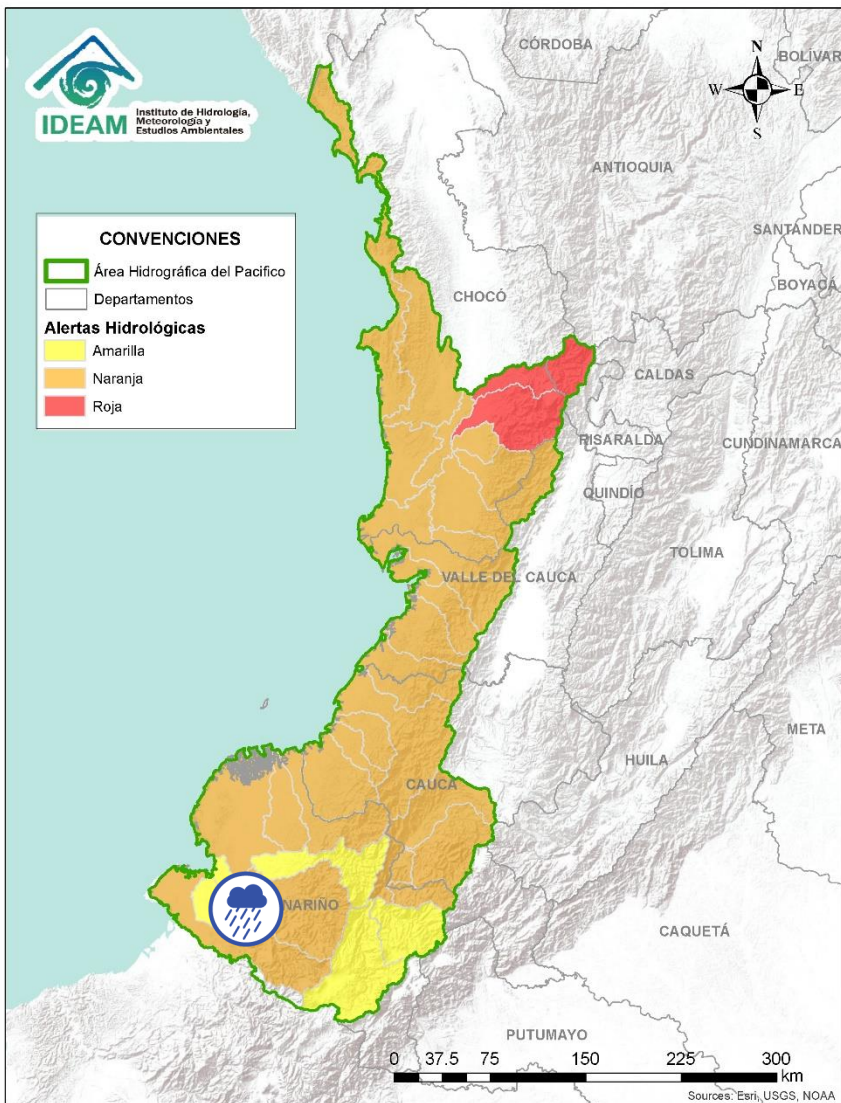 IDEAM
Instituto de Hidrología,
Meteorología y
Estudios Ambientales
N
W
E
S
CÓRDOBA
BOLÍVAR
ANTIOQUIA
SANTANDER
BOYACÁ
CHOCÓ
CALDAS
RISARALDA
CUNDINAMARCA
QUINDÍO
TOLIMA
VALLE DEL CAUCA
META
HUILA
CAUCA
NARIÑO
CAQUETÁ
PUTUMAYO
CONVENCIONES
Área Hidrográfica del Pacifico
Departamentos
Alertas Hidrológicas
Amarilla
Naranja
Roja
0 37.5 75 150 225 300
km
Sources: Esri, USGS, NOAA